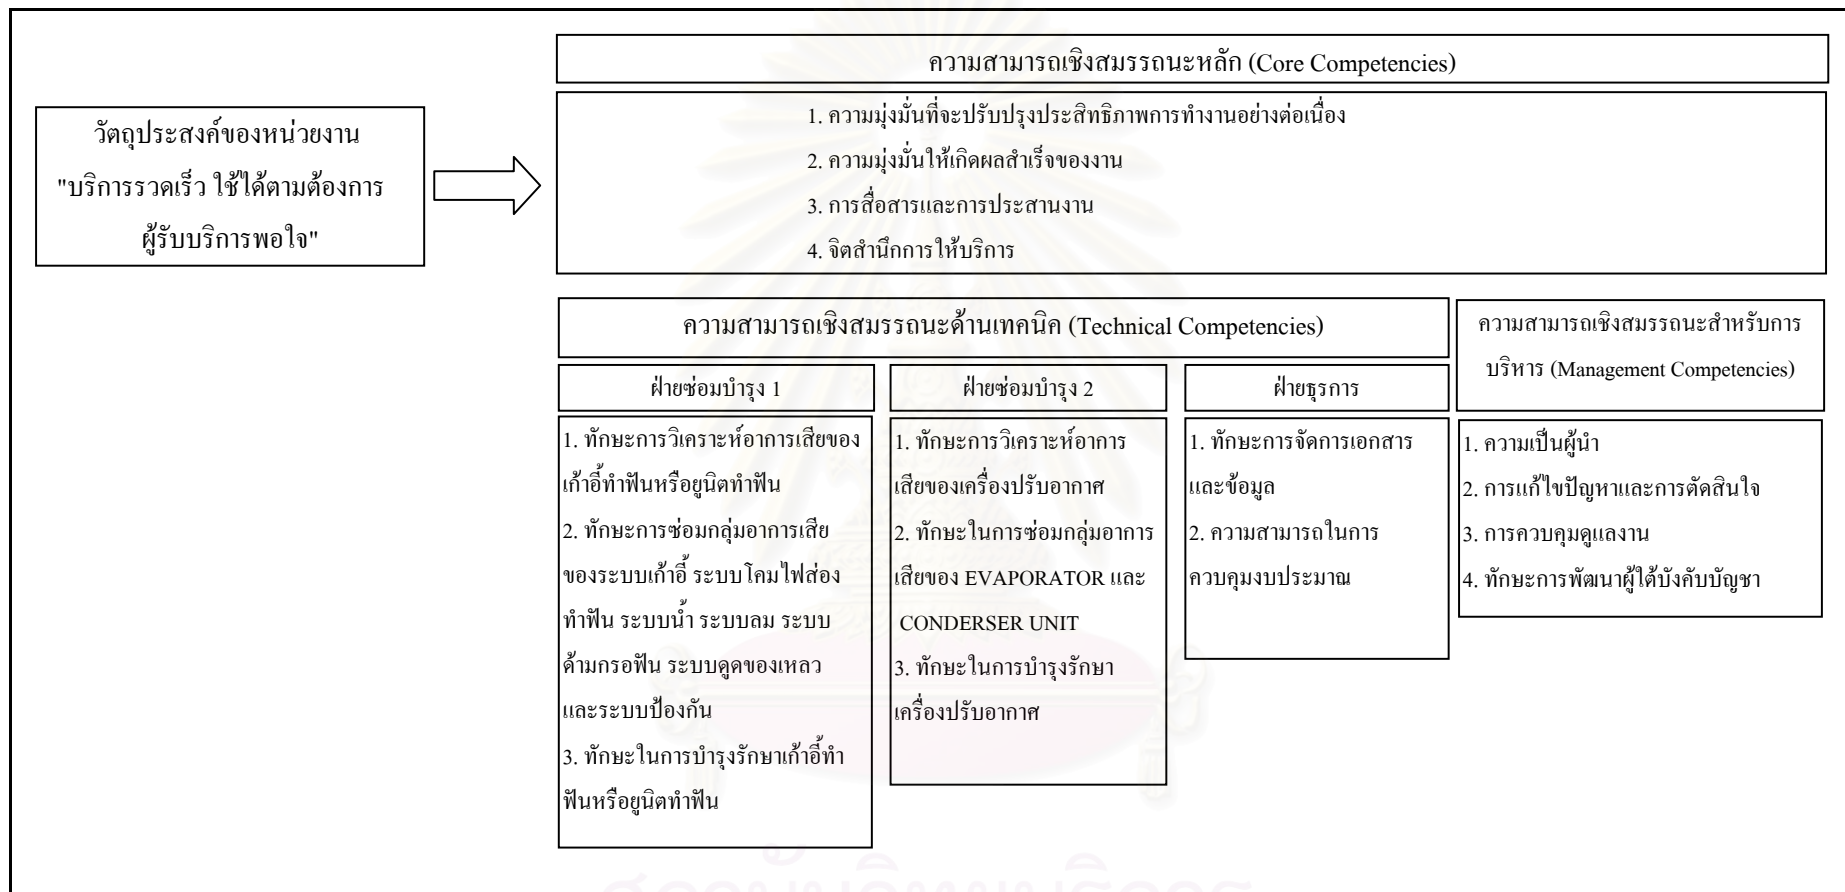 ความสามารถเชิงสมรรถนะหลัก (Core Competencies)
วัตถุประสงค์ของหน่วยงาน
"บริการรวดเร็ว ใช้ได้ตามต้องการ
ผู้รับบริการพอใจ"
1. ความมุ่งมั่นที่จะปรับปรุงประสิทธิภาพการทำงานอย่างต่อเนื่อง
2. ความมุ่งมั่นให้เกิดผลสำเร็จของงาน
3. การสื่อสารและการประสานงาน
4. จิตสำนึกการให้บริการ
ความสามารถเชิงสมรรถนะด้านเทคนิค (Technical Competencies)
ฝ่ายซ่อมบำรุง 1
1. ทักษะการวิเคราะห์อาการเสียของ
เก้าอี้ทำฟันหรือยูนิตทำฟัน
2. ทักษะการซ่อมกลุ่มอาการเสีย
ของระบบเก้าอี้ ระบบโคมไฟส่อง
ทำฟัน ระบบน้ำ ระบบลม ระบบ
ด้ามกรอฟัน ระบบดูดของเหลว
และระบบป้องกัน
3. ทักษะในการบำรุงรักษาเก้าอี้ทำ
ฟันหรือยูนิตทำฟัน
ฝ่ายซ่อมบำรุง 2
1. ทักษะการวิเคราะห์อาการ
เสียของเครื่องปรับอากาศ
2. ทักษะในการซ่อมกลุ่มอาการ
เสียของ EVAPORATOR และ
CONDERSER UNIT
3. ทักษะในการบำรุงรักษา
เครื่องปรับอากาศ
ฝ่ายธุรการ
1. ทักษะการจัดการเอกสาร
และข้อมูล
2. ความสามารถในการ
ควบคุมงบประมาณ
ความสามารถเชิงสมรรถนะสำหรับการ
บริหาร (Management Competencies)
1. ความเป็นผู้นำ
2. การแก้ไขปัญหาและการตัดสินใจ
3. การควบคุมดูแลงาน
4. ทักษะการพัฒนาผู้ใต้บังคับบัญชา